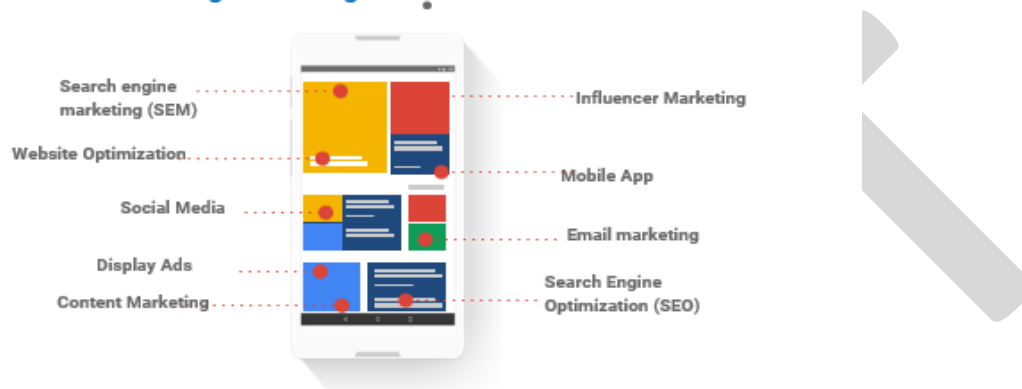 Search engine
marketing (SEM)
Website Optimization
Social Media
Display Ads
Content Marketing
Influencer Marketing
Mobile App
Email marketing
Search Engine
Optimization (SEO)